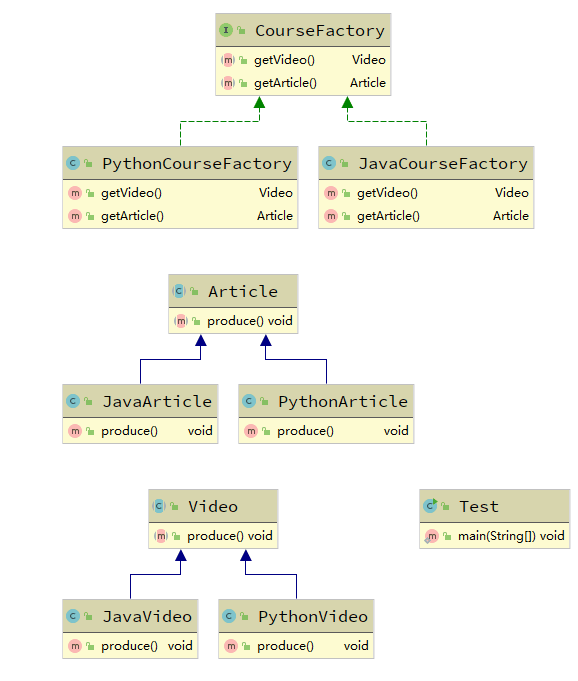 CourseFactory
getVideo() Video
getArticle() Article
PythonCourseFactory
getVideo() Video
getArticle() Article
JavaCourseFactory
getVideo() Video
getArticle() Article
Article
produce() void
JavaArticle
produce() void
PythonArticle
produce() void
Video
produce() void
Test
main(String[]) void
JavaVideo
produce() void
PythonVideo
produce() void